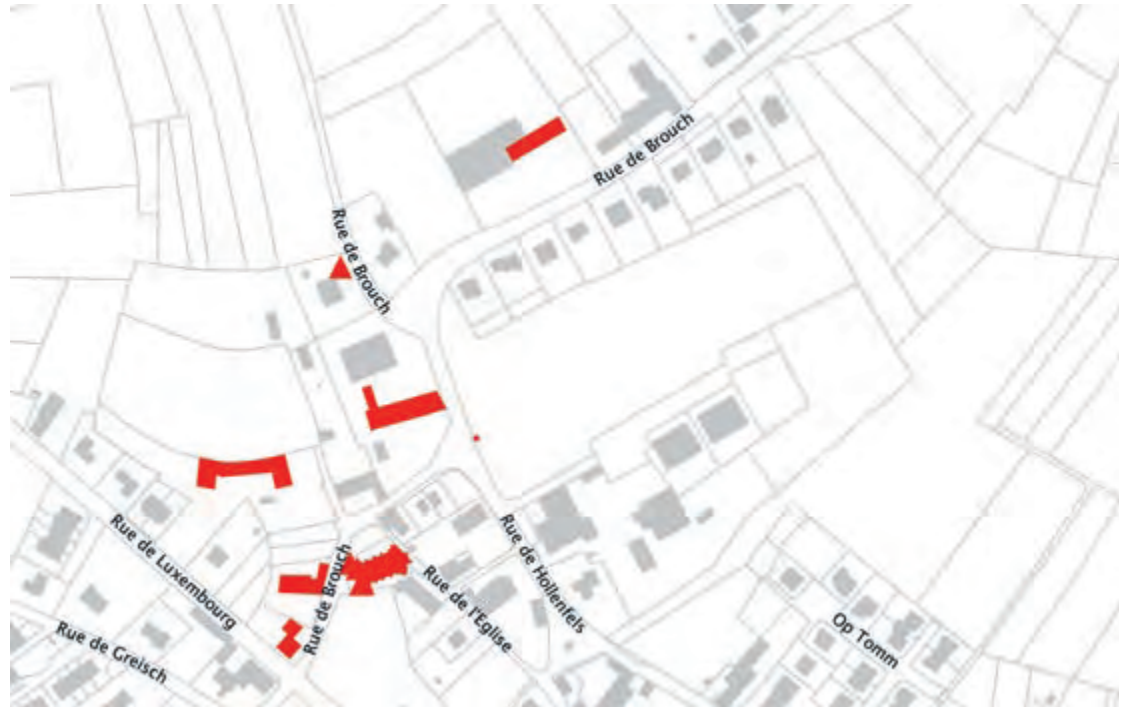 Rue de Brouch
Rue de Brouch
Rue de Luxembourg
Rue de Brouch
Rue de l'Eglise
Rue de Hollenfels
Rue de Greisch
Op Tomm